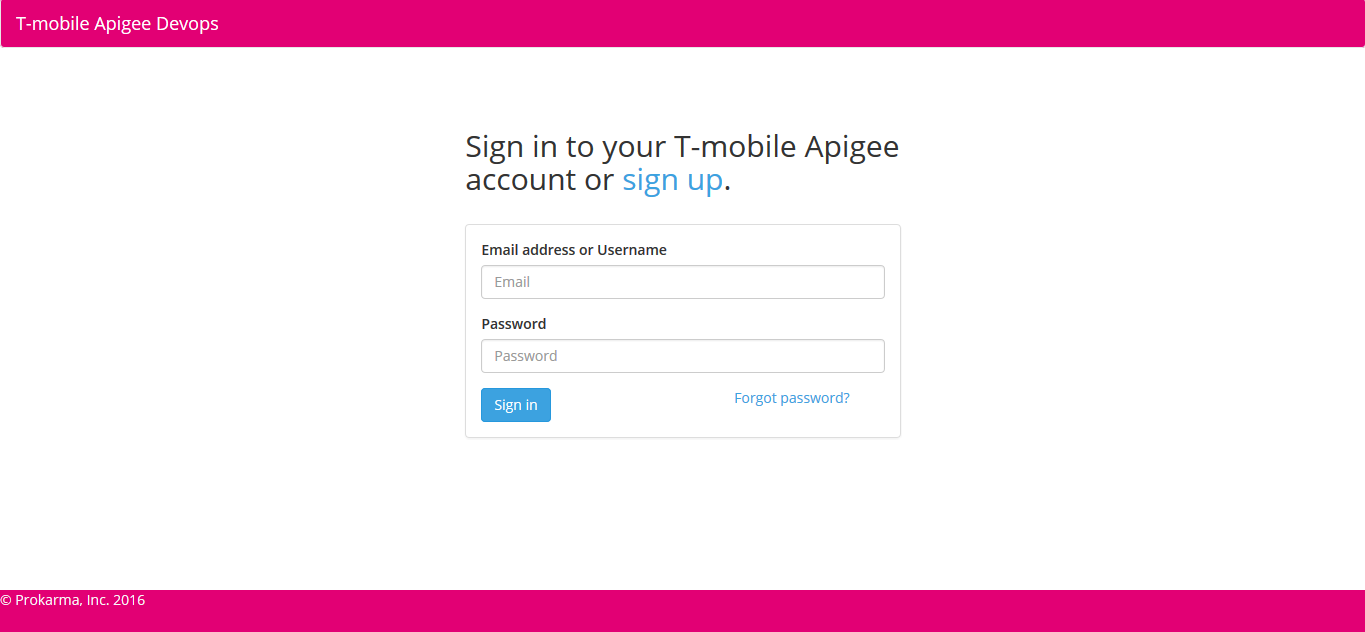 T-mobile Apigee Devops
Sign in to your T-mobile Apigee
account or sign up.
Email address or Username
Email
Password
Password
Sign in
Forgot password?
© Prokarma, Inc. 2016